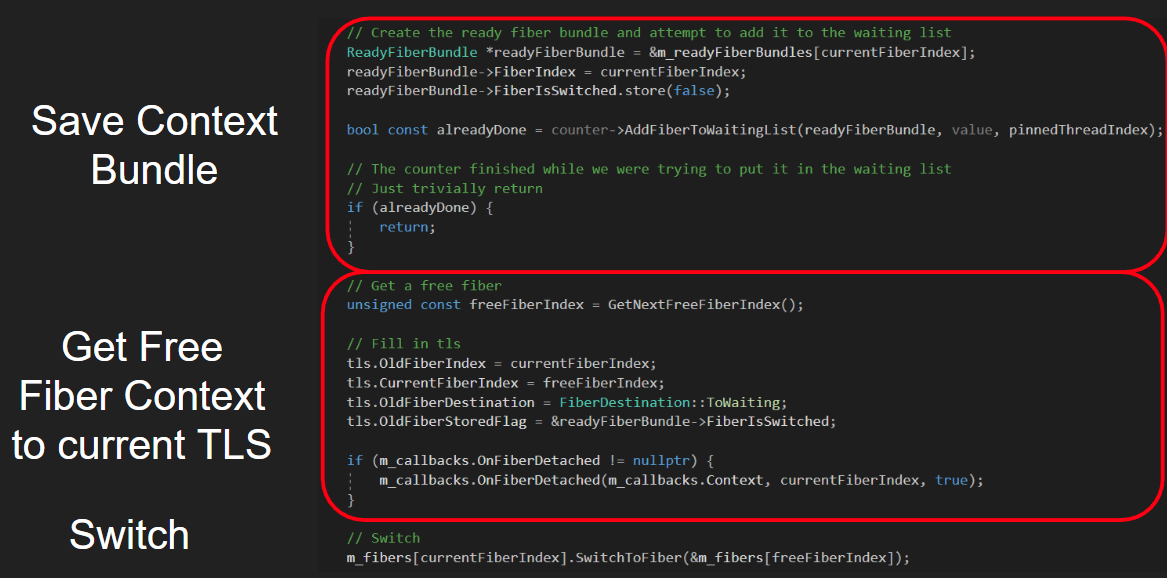 Save Context
Bundle
// Create the ready fiber bundle and attempt to add it to the waiting list
ReadyFiberBundle *readyFiberBundle = &m_readyFiberBundles[currentFiberIndex];
readyFiberBundle->FiberIndex = currentFiberIndex;
readyFiberBundle->FiberIsSwitched.store(false);
bool const alreadyDone = counter->AddFiberToWaitingList(readyFiberBundle, value, pinnedThreadIndex);
// The counter finished while we were trying to put it in the waiting list
// Just trivially return
if (alreadyDone) {
return;
}
Get Free
Fiber Context
to current TLS
// Get a free fiber
unsigned const freeFiberIndex = GetNextFreeFiberIndex();
// Fill in tls
tls.OldFiberIndex = currentFiberIndex;
tls.CurrentFiberIndex = freeFiberIndex;
tls.OldFiberDestination = FiberDestination::ToWaiting;
tls.OldFiberStoredFlag = &readyFiberBundle->FiberIsSwitched;
if (m_callbacks.OnFiberDetached != nullptr) {
m_callbacks.OnFiberDetached(m_callbacks.Context, currentFiberIndex, true);
}
Switch
// Switch
m_fibers[currentFiberIndex].SwitchToFiber(&m_fibers[freeFiberIndex]);